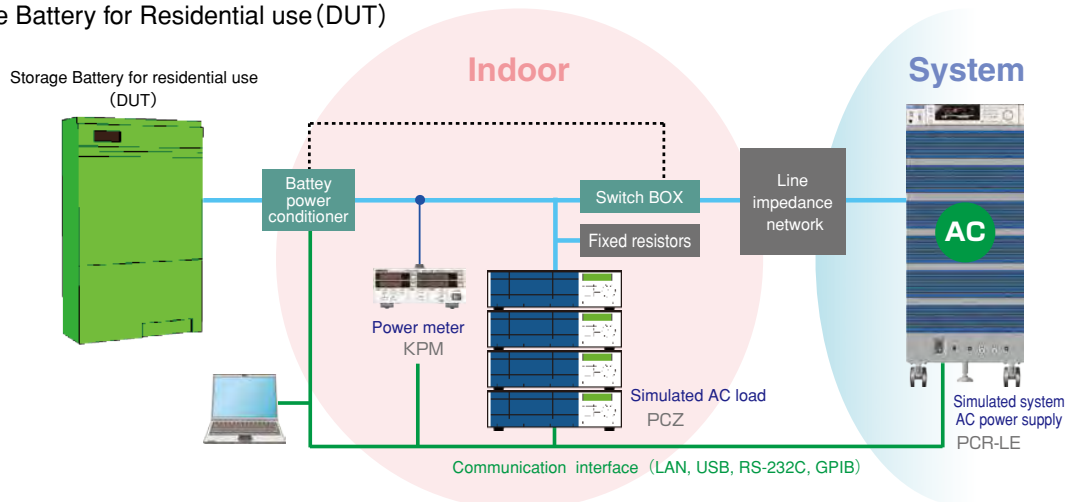 Battery for Residential use（DUT）
Storage Battery for residential use
（DUT）
Indoor
System
Battey
power
conditioner
Switch BOX
Fixed resistors
Line
impedance
network
AC
Power meter
KPM
Simulated AC load
PCZ
Simulated system
AC power supply
PCR-LE
Communication interface（LAN, USB, RS-232C, GPIB）